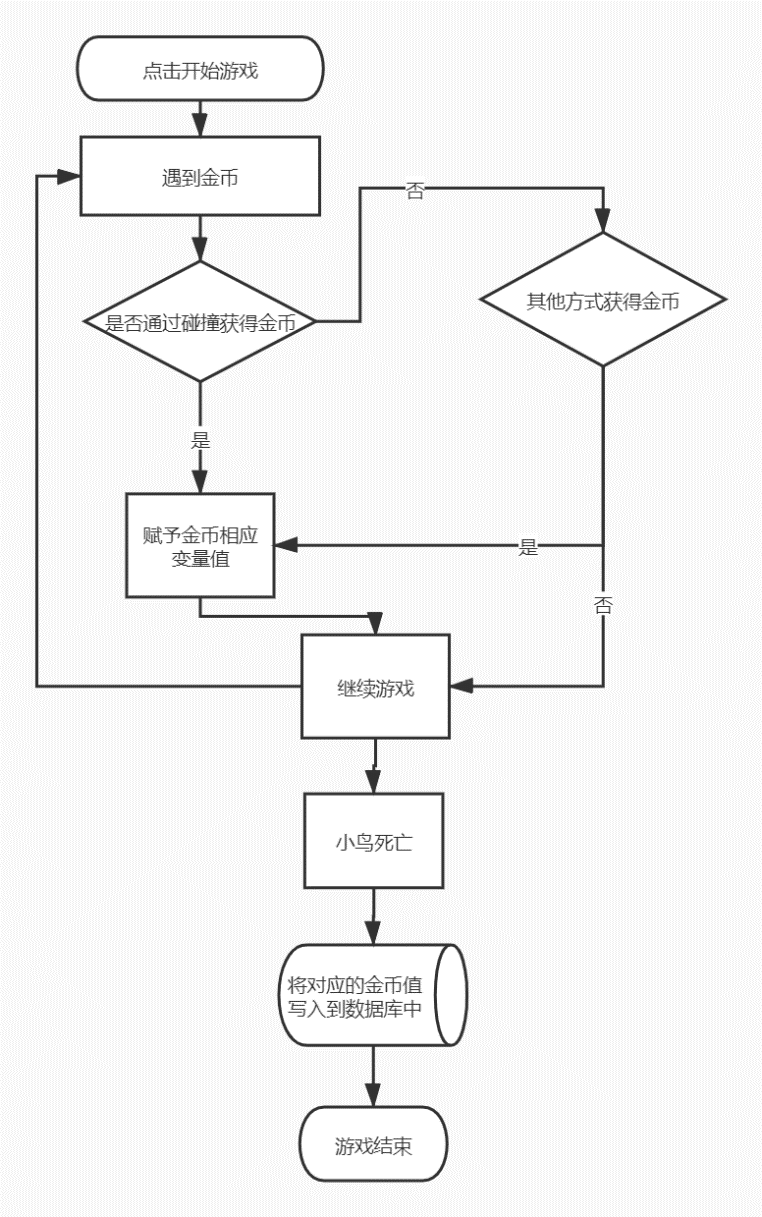 点击开始游戏
遇到金币
否
其他方式获得金币
是否通过碰撞获得金币
是
赋予金币相应
变量值
是
否
继续游戏
小鸟死亡
将对应的金币值
写入到数据库中
游戏结束